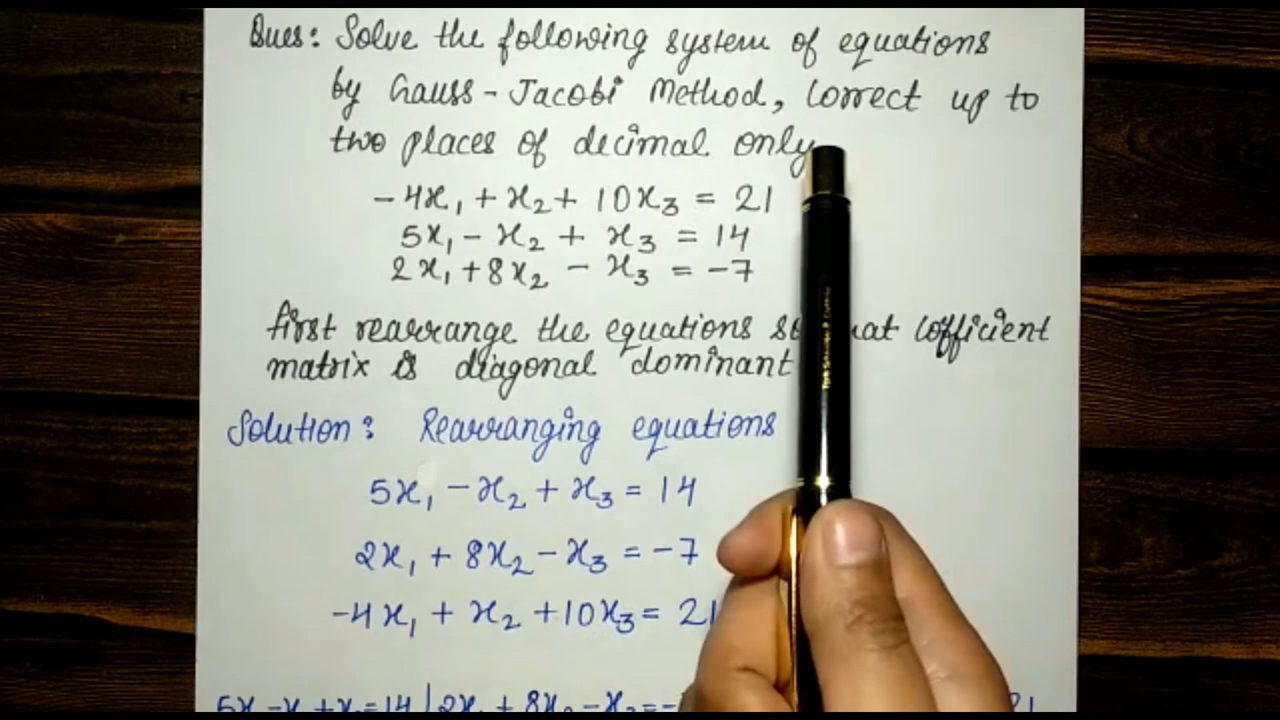 Ques: Solve the following system of equations
by Gauss-Jacobi Method, Correct up to
two places of decimal only
-4x₁ + x₂ + 10x₃ = 21
5x₁ - x₂ + x₃ = 14
2x₁ + 8x₂ - x₃ = -7
first rearrange the equations cofficient
matrix is diagonal dominant
Solution: Rearranging equations
5x₁ - x₂ + x₃ = 14
2x₁ + 8x₂ - x₃ = -7
-4x₁ + x₂ + 10x₃ = 21